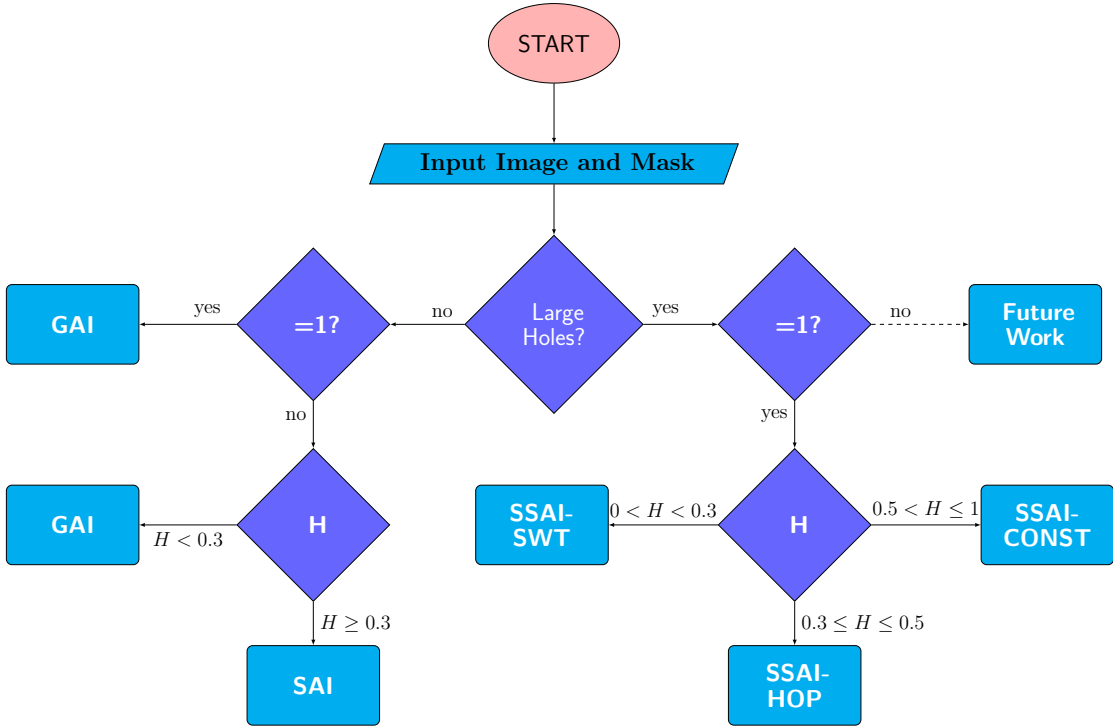 START
Input Image and Mask
GAI
yes
=1?
no
Large
Holes?
yes
=1?
no
Future
Work
no
yes
GAI
H < 0.3
H
SSAI-
SWT
0 < H < 0.3
H
0.5 < H ≤ 1
SSAI-
CONST
H ≥ 0.3
0.3 ≤ H ≤ 0.5
SAI
SSAI-
HOP